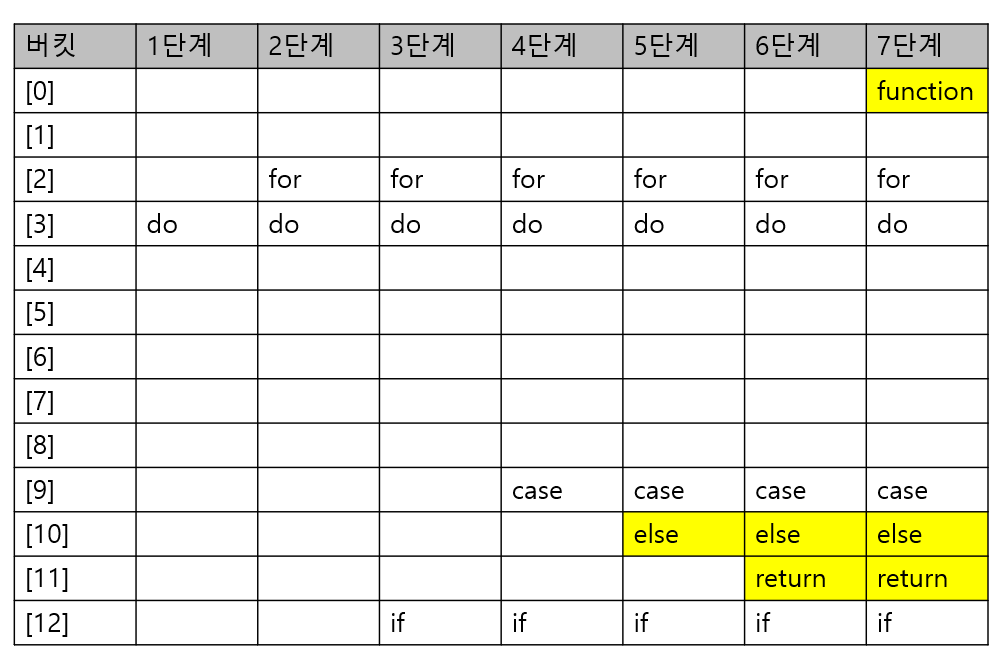 버킷 1단계 2단계 3단계 4단계 5단계 6단계 7단계
[0] function
[1]
[2] for for for for for for
[3] do do do do do do do
[4]
[5]
[6]
[7]
[8]
[9] case case case case
[10] else else else
[11] return return
[12] if if if if if